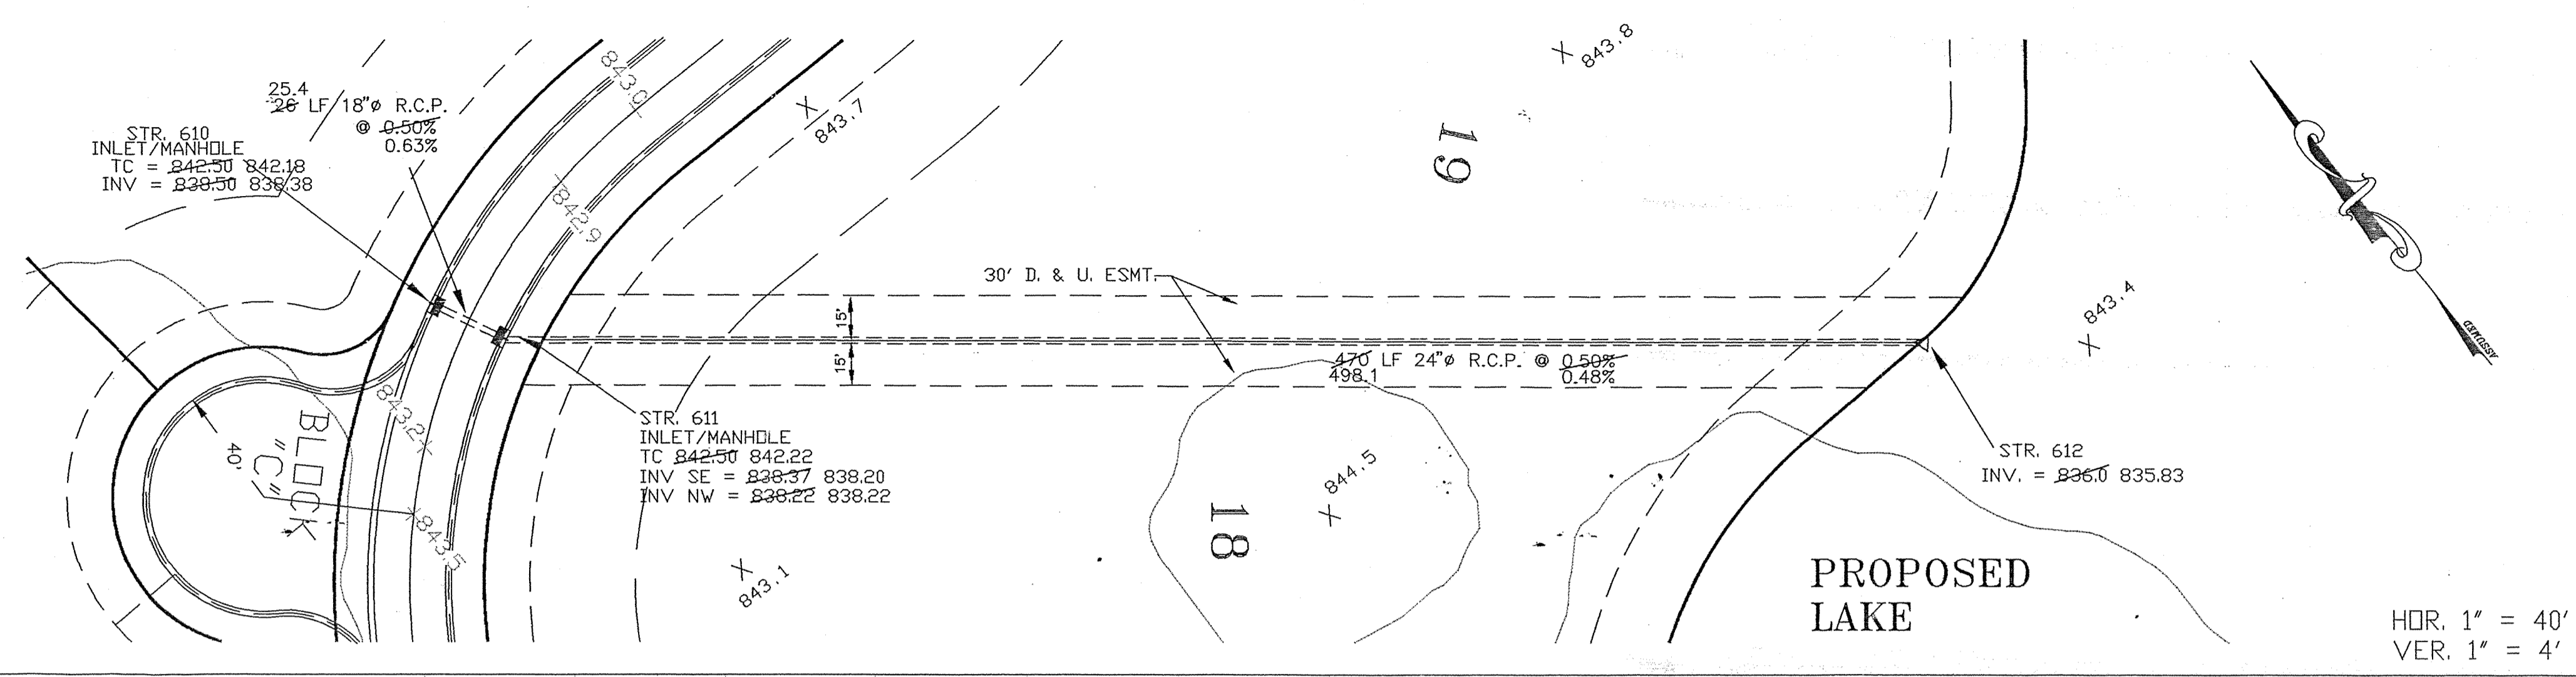 25.4
26 LF 18"ø R.C.P.
@ 0.50%
0.63%
STR. 610
INLET/MANHOLE
TC = 842.50 842.18
INV = 838.50 838.38
843.0
842.9
843.7
843.8
19
30' D. & U. ESMT.
15'
15'
470 LF 24"ø R.C.P. @ 0.50%
498.1 0.48%
843.4
ASSUMED
STR. 611
INLET/MANHOLE
TC 842.50 842.22
INV SE = 838.37 838.20
INV NW = 838.22 838.22
STR. 612
INV. = 836.0 835.83
843.2
BLOCK
"C"
40'
843.5
843.1
18
844.5
PROPOSED
LAKE
HOR. 1" = 40'
VER. 1" = 4'